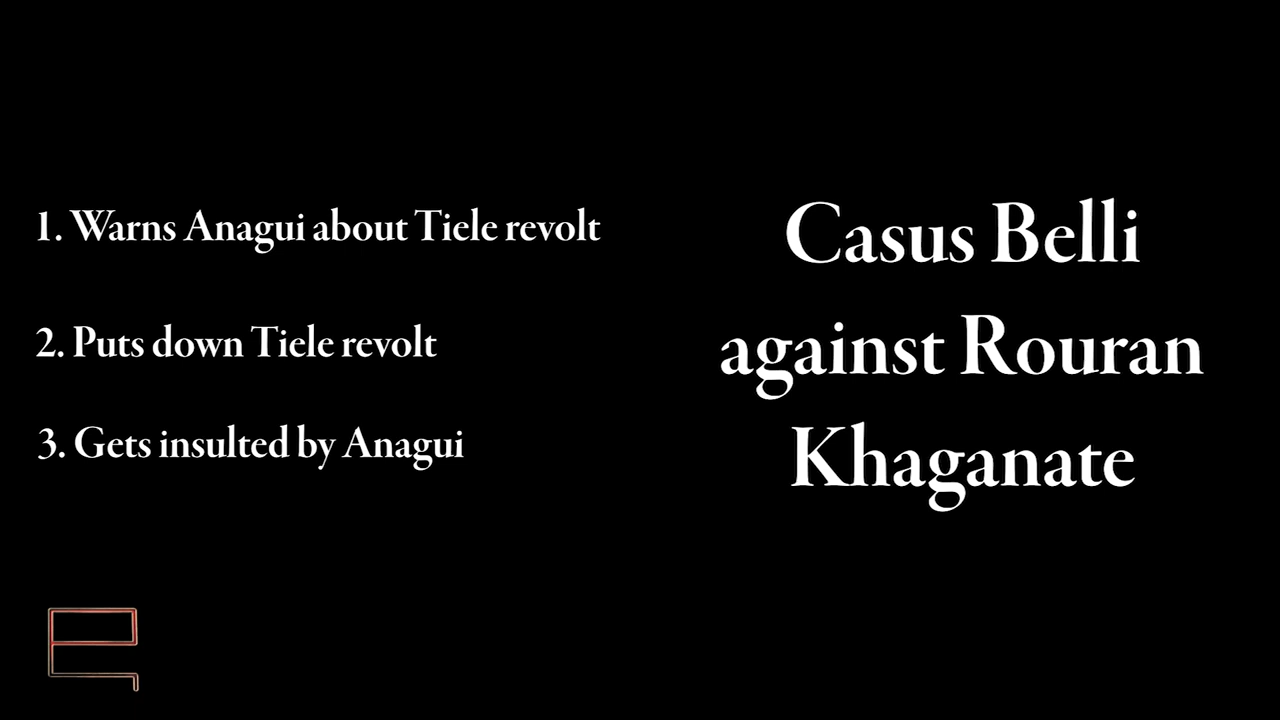 1. Warns Anagui about Tiele revolt
2. Puts down Tiele revolt
3. Gets insulted by Anagui
Casus Belli
against Rouran
Khaganate